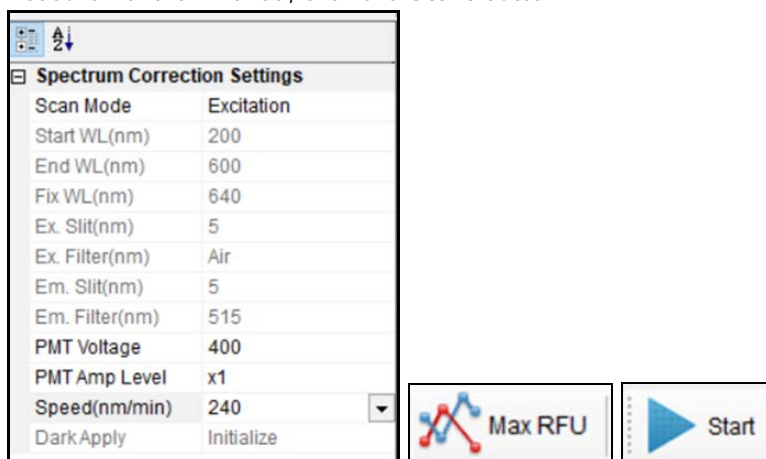 Spectrum Correction Settings
Scan Mode Excitation
Start WL(nm) 200
End WL(nm) 600
Fix WL(nm) 640
Ex. Slit(nm) 5
Ex. Filter(nm) Air
Em. Slit(nm) 5
Em. Filter(nm) 515
PMT Voltage 400
PMT Amp Level x1
Speed(nm/min) 240
Dark Apply Initialize
Max RFU
Start